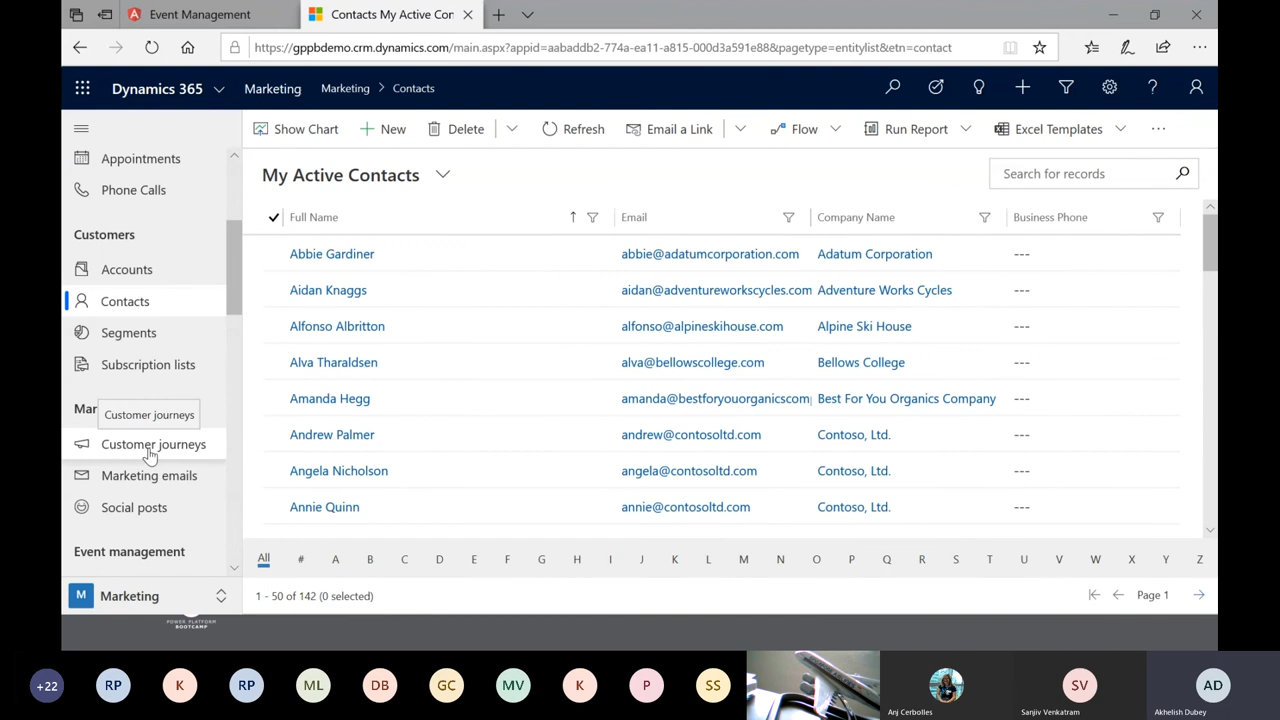 Event Management
Contacts My Active Con
https://gppbdemo.crm.dynamics.com/main.aspx?appid=aabaddb2-774a-ea11-a815-000d3a591e88&pagetype=entitylist&etn=contact
Dynamics 365 Marketing Marketing > Contacts
Show Chart New Delete Refresh Email a Link Flow Run Report Excel Templates
Appointments
Phone Calls
Customers
Accounts
Contacts
Segments
Subscription lists
Mar
Customer journeys
Customer journeys
Marketing emails
Social posts
Event management
M Marketing
My Active Contacts
Search for records
Full Name Email Company Name Business Phone
Abbie Gardiner abbie@adatumcorporation.com Adatum Corporation ---
Aidan Knaggs aidan@adventureworkscycles.com Adventure Works Cycles ---
Alfonso Albritton alfonso@alpineskihouse.com Alpine Ski House ---
Alva Tharaldsen alva@bellowscollege.com Bellows College ---
Amanda Hegg amanda@bestforyouorganicscom Best For You Organics Company ---
Andrew Palmer andrew@contosoltd.com Contoso, Ltd. ---
Angela Nicholson angela@contosoltd.com Contoso, Ltd. ---
Annie Quinn annie@contosoltd.com Contoso, Ltd. ---
All # A B C D E F G H I J K L M N O P Q R S T U V W X Y Z
1 - 50 of 142 (0 selected)
Page 1
POWER PLATFORM
BOOTCAMP
+22 RP K RP ML DB GC MV K P SS SV AD
Anj Cerbolles Sanjiv Venkatram Akhelish Dubey